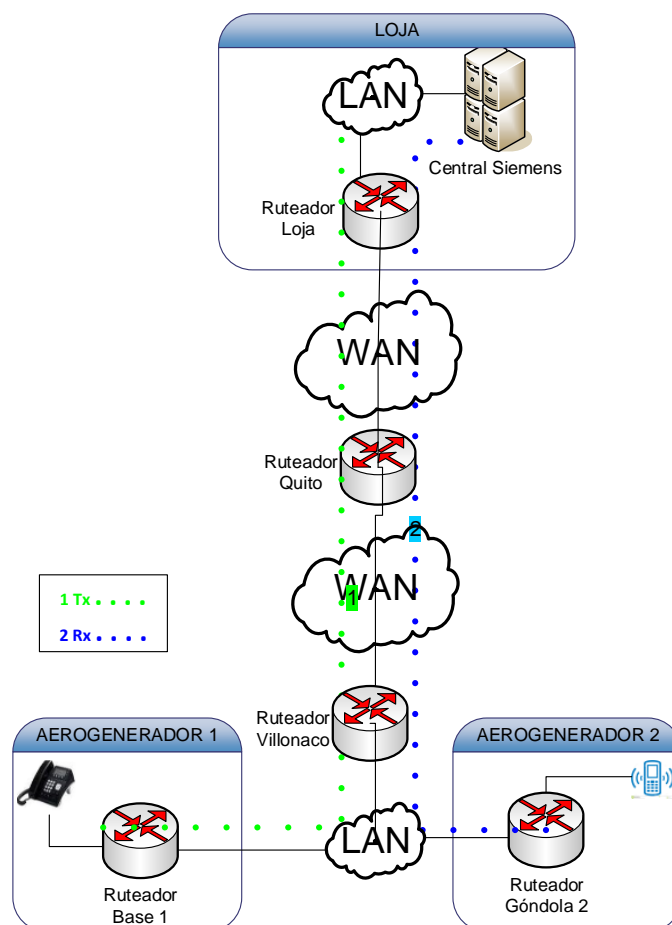 LOJA
LAN
Central Siemens
Ruteador
Loja
WAN
Ruteador
Quito
2
WAN
1
1 Tx
2 Rx
Ruteador
Villonaco
AEROGENERADOR 1
AEROGENERADOR 2
LAN
Ruteador
Base 1
Ruteador
Góndola 2